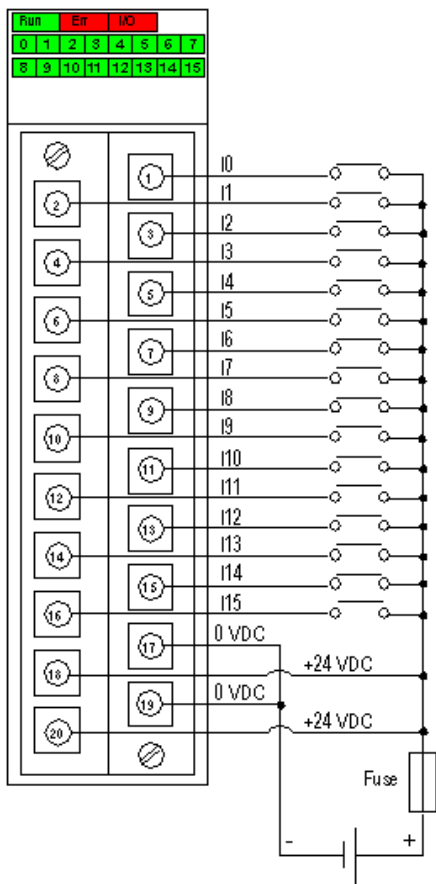 Run Err I/O
0 1 2 3 4 5 6 7
8 9 10 11 12 13 14 15
1 I0
2 I1
3 I2
4 I3
5 I4
6 I5
7 I6
8 I7
9 I8
10 I9
11 I10
12 I11
13 I12
14 I13
15 I14
16 I15
17 0 VDC
18 +24 VDC
19 0 VDC
20 +24 VDC
Fuse
- +